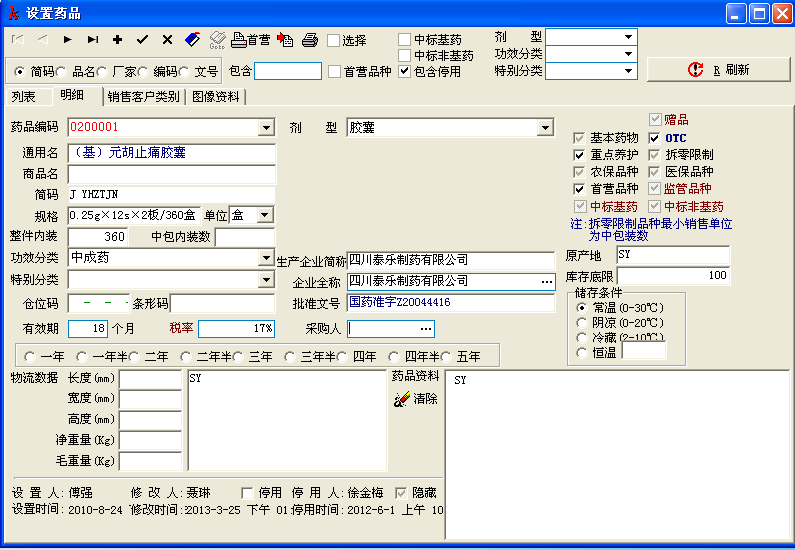 设置药品
Goto 首营 选择 中标基药 剂 型
中标非基药 功效分类
简码 品名 厂家 编码 文号 包含 首营品种 包含停用 特别分类 R 刷新
列表 明细 销售客户类别 图像资料
药品编码 0200001 剂 型 胶囊 赠品
通用名 （基）元胡止痛胶囊 基本药物 OTC
商品名 重点养护 拆零限制
农保品种 医保品种
简码 J YHZTJN 首营品种 监管品种
规格 0.25g×12s×2板/360盒 单位 盒 中标基药 中标非基药
整件内装 360 中包内装数 注:拆零限制品种最小销售单位
为中包装数
功效分类 中成药 生产企业简称 四川泰乐制药有限公司 原产地 SY
特别分类 企业全称 四川泰乐制药有限公司 ... 库存底限 100
仓位码 - - - 条形码 批准文号 国药准字Z20044416 储存条件
常温(0-30℃)
有效期 18 个月 税率 17% 采购人 ... 阴凉(0-20℃)
冷藏(2-10℃)
恒温
一年 一年半 二年 二年半 三年 三年半 四年 四年半 五年
物流数据 长度(mm) SY 药品资料 SY
宽度(mm) 清除
高度(mm)
净重量(Kg)
毛重量(Kg)
设 置 人: 傅强 修 改 人: 聂琳 停用 停 用 人: 徐金梅 隐藏
设置时间: 2010-8-24 修改时间: 2013-3-25 下午 01 停用时间: 2012-6-1 上午 10